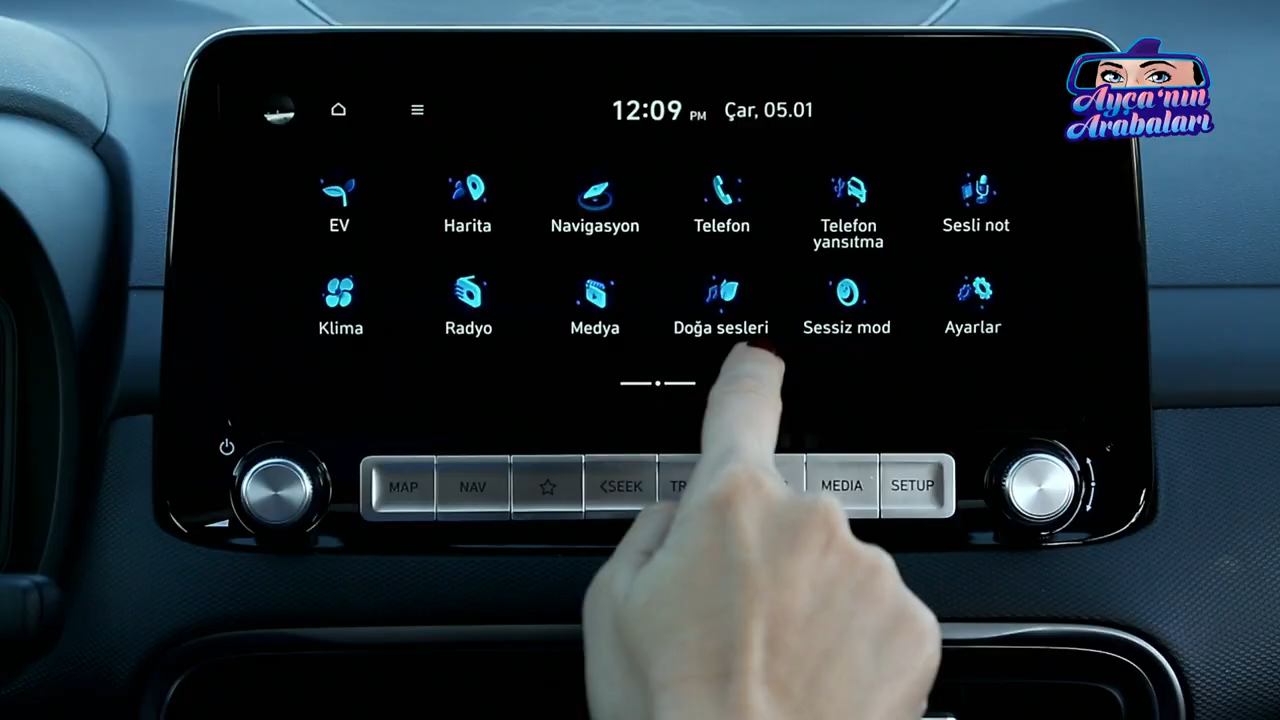 12:09 PM Çar, 05.01
Ayça'nın
Arabaları
EV Harita Navigasyon Telefon Telefon yansıtma Sesli not
Klima Radyo Medya Doğa sesleri Sessiz mod Ayarlar
MAP NAV <SEEK MEDIA SETUP